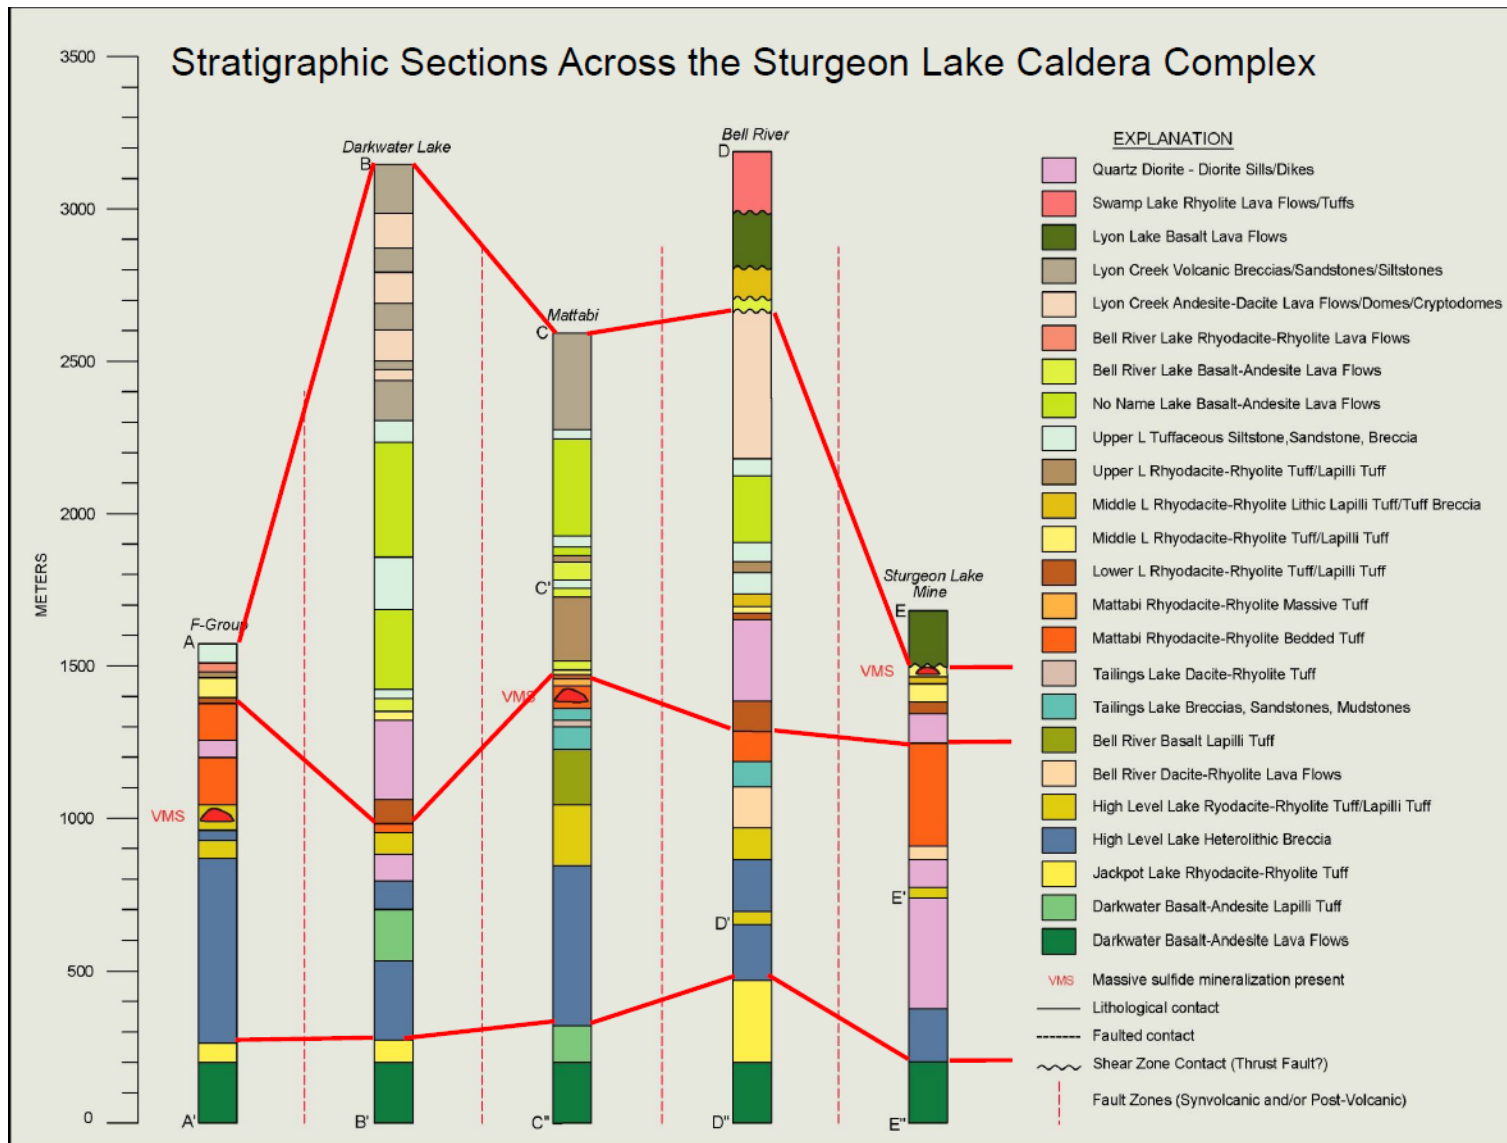 Stratigraphic Sections Across the Sturgeon Lake Caldera Complex
3500
3000
2500
2000
1500
1000
500
0
METERS
F-Group
A
A'
VMS
Darkwater Lake
B
B'
Mattabi
C
C'
C"
VMS
Bell River
D
D'
D"
Sturgeon Lake
Mine
E
E'
E"
VMS
EXPLANATION
Quartz Diorite - Diorite Sills/Dikes
Swamp Lake Rhyolite Lava Flows/Tuffs
Lyon Lake Basalt Lava Flows
Lyon Creek Volcanic Breccias/Sandstones/Siltstones
Lyon Creek Andesite-Dacite Lava Flows/Domes/Cryptodomes
Bell River Lake Rhyodacite-Rhyolite Lava Flows
Bell River Lake Basalt-Andesite Lava Flows
No Name Lake Basalt-Andesite Lava Flows
Upper L Tuffaceous Siltstone,Sandstone, Breccia
Upper L Rhyodacite-Rhyolite Tuff/Lapilli Tuff
Middle L Rhyodacite-Rhyolite Lithic Lapilli Tuff/Tuff Breccia
Middle L Rhyodacite-Rhyolite Tuff/Lapilli Tuff
Lower L Rhyodacite-Rhyolite Tuff/Lapilli Tuff
Mattabi Rhyodacite-Rhyolite Massive Tuff
Mattabi Rhyodacite-Rhyolite Bedded Tuff
Tailings Lake Dacite-Rhyolite Tuff
Tailings Lake Breccias, Sandstones, Mudstones
Bell River Basalt Lapilli Tuff
Bell River Dacite-Rhyolite Lava Flows
High Level Lake Ryodacite-Rhyolite Tuff/Lapilli Tuff
High Level Lake Heterolithic Breccia
Jackpot Lake Rhyodacite-Rhyolite Tuff
Darkwater Basalt-Andesite Lapilli Tuff
Darkwater Basalt-Andesite Lava Flows
VMS Massive sulfide mineralization present
Lithological contact
Faulted contact
Shear Zone Contact (Thrust Fault?)
Fault Zones (Synvolcanic and/or Post-Volcanic)